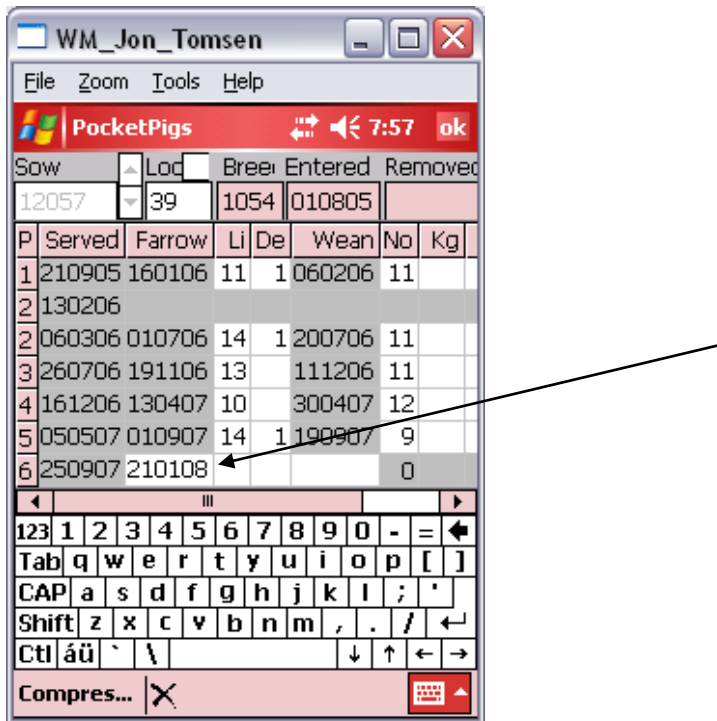 WM_Jon_Tomsen
File Zoom Tools Help
PocketPigs 7:57 ok
Sow Loc Bree Entered Removed
12057 39 1054 010805
P Served Farrow Li De Wean No Kg
1 210905 160106 11 1 060206 11
2 130206
2 060306 010706 14 1 200706 11
3 260706 191106 13 111206 11
4 161206 130407 10 300407 12
5 050507 010907 14 1 190907 9
6 250907 210108 0
123 1 2 3 4 5 6 7 8 9 0 - =
Tab q w e r t y u i o p [ ]
CAP a s d f g h j k l ; '
Shift z x c v b n m , . /
Ctl áü ` \ ↓ ↑ ← →
Compres...